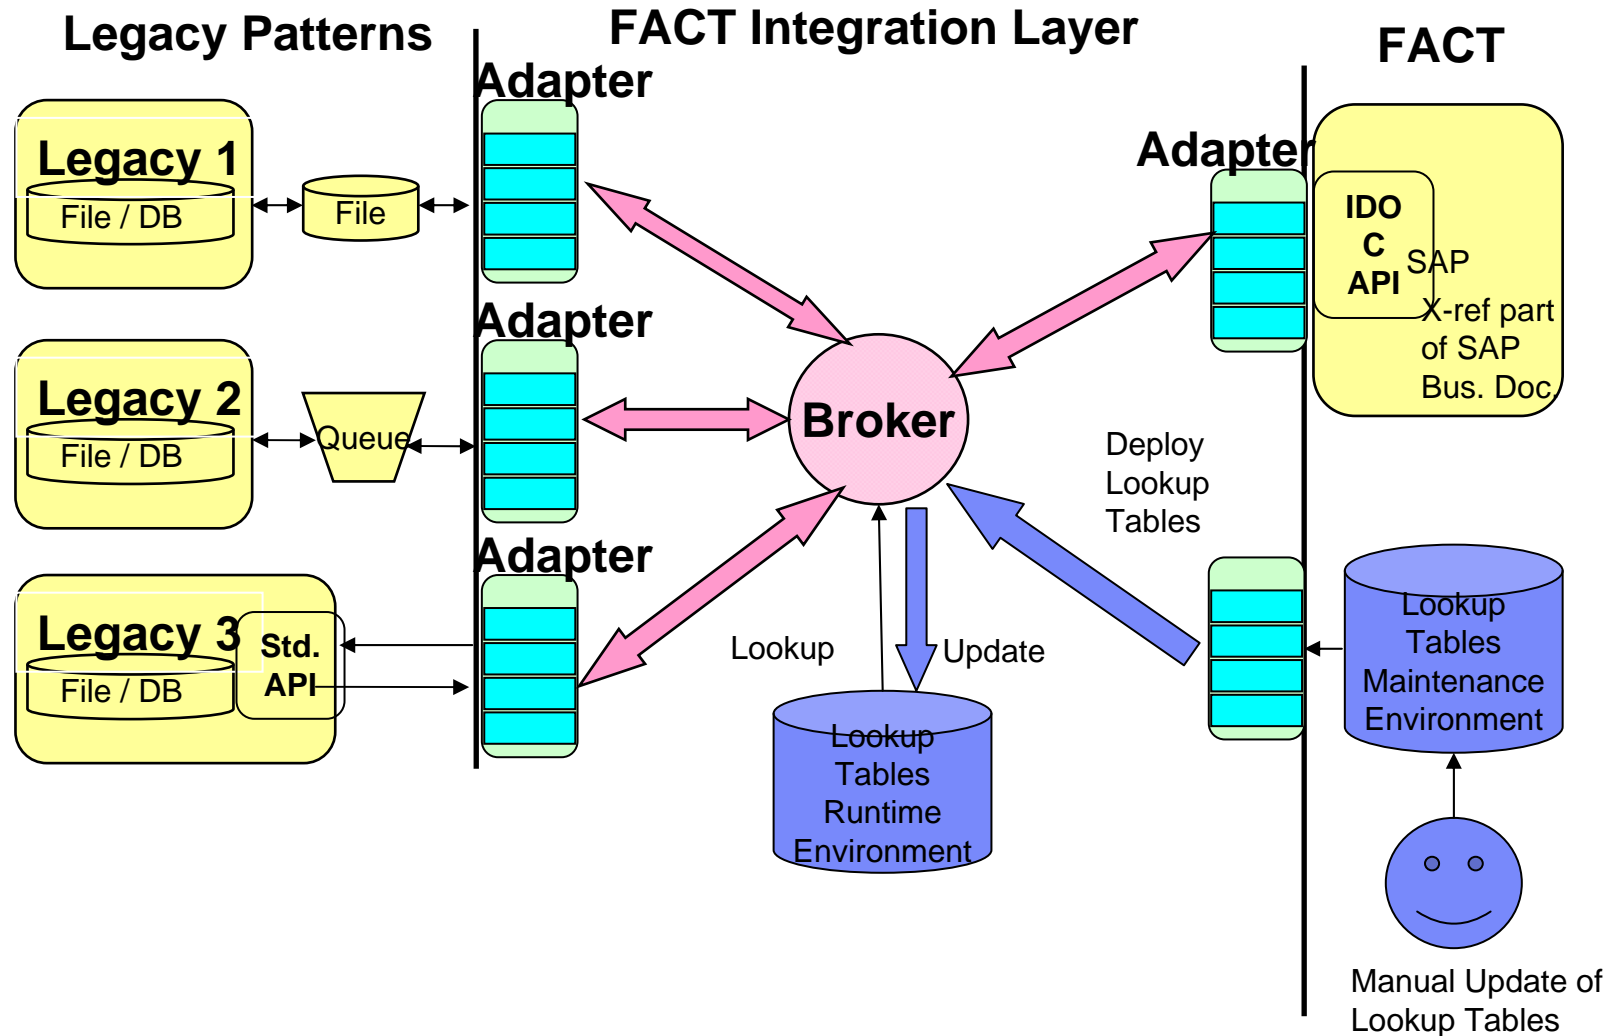 Legacy Patterns
FACT Integration Layer
FACT
Adapter
Legacy 1
File / DB
File
Adapter
IDO
C
API
SAP
X-ref part
of SAP
Bus. Doc.
Adapter
Legacy 2
File / DB
Queue
Broker
Deploy
Lookup
Tables
Adapter
Legacy 3
File / DB
Std.
API
Lookup
Update
Lookup
Tables
Runtime
Environment
Lookup
Tables
Maintenance
Environment
Manual Update of
Lookup Tables